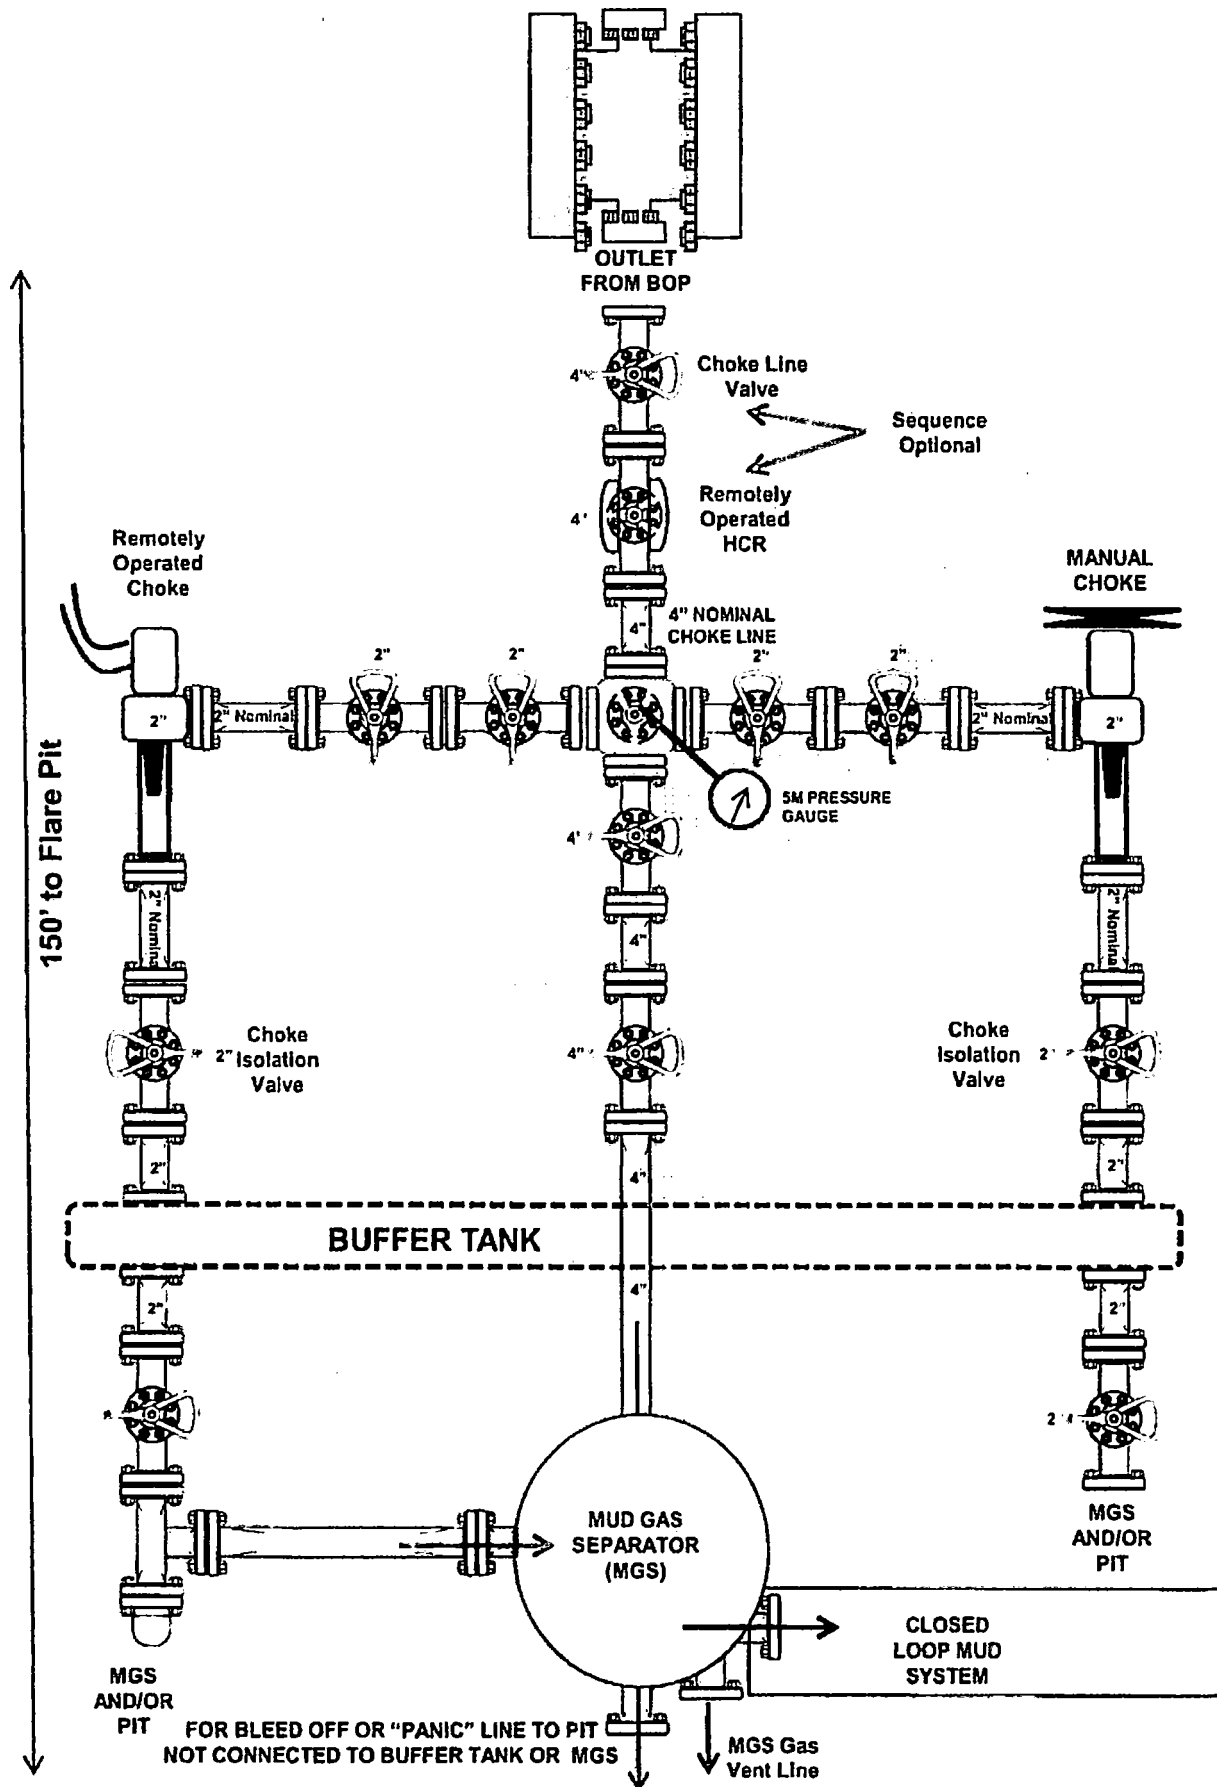 OUTLET
FROM BOP
4"
Choke Line
Valve
Sequence
Optional
4"
Remotely
Operated
HCR
Remotely
Operated
Choke
MANUAL
CHOKE
4"
4" NOMINAL
CHOKE LINE
2"
2"
2"
2"
2"
2" Nominal
2" Nominal
2"
5M PRESSURE
GAUGE
4"
150' to Flare Pit
2" Nominal
4"
2" Nominal
2"
Choke
Isolation
Valve
4"
Choke
Isolation
Valve
2"
2"
4"
2"
BUFFER TANK
2"
4"
2"
2"
MUD GAS
SEPARATOR
(MGS)
MGS
AND/OR
PIT
CLOSED
LOOP MUD
SYSTEM
MGS
AND/OR
PIT
FOR BLEED OFF OR “PANIC” LINE TO PIT
NOT CONNECTED TO BUFFER TANK OR MGS
MGS Gas
Vent Line